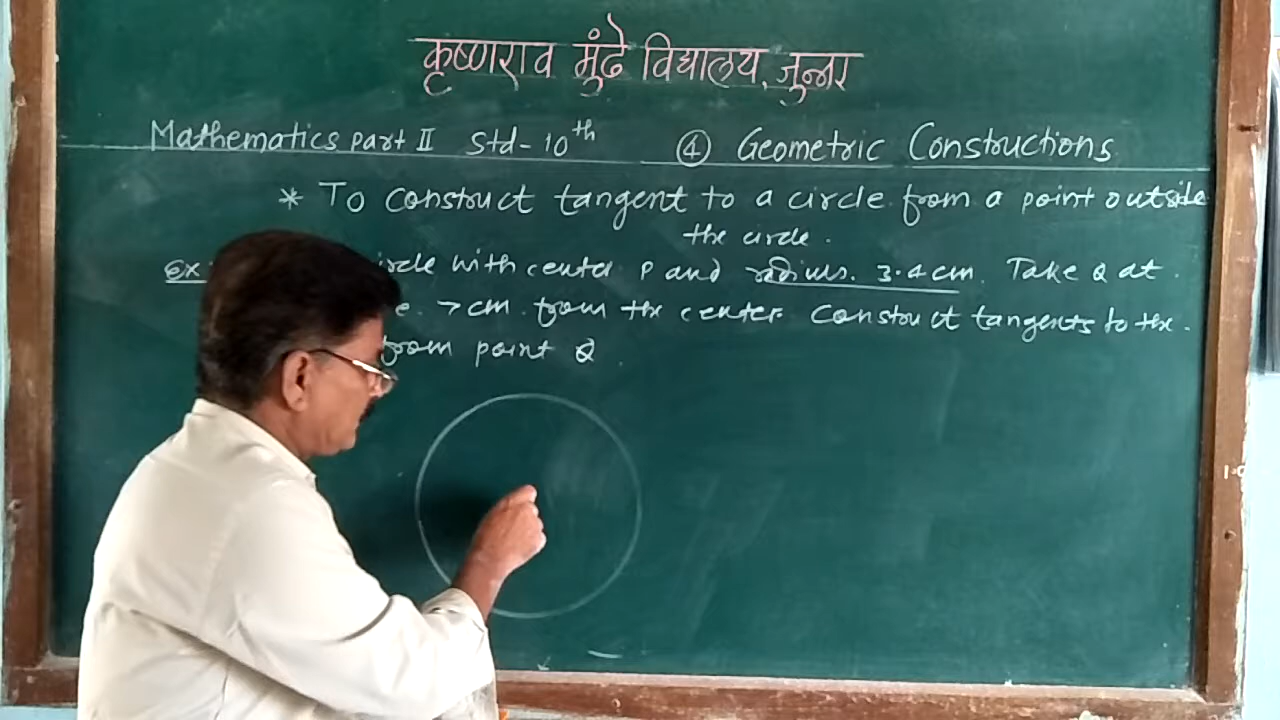 कृष्णराव मुंढे विद्यालय, जुन्नर
Mathematics part II Std - 10th ④ Geometric Constructions
* To construct tangent to a circle from a point outside
the circle.
Ex ircle with center P and radius. 3.4 cm. Take Q at.
e. 7 cm. from the center. Construct tangents to the.
from point Q.